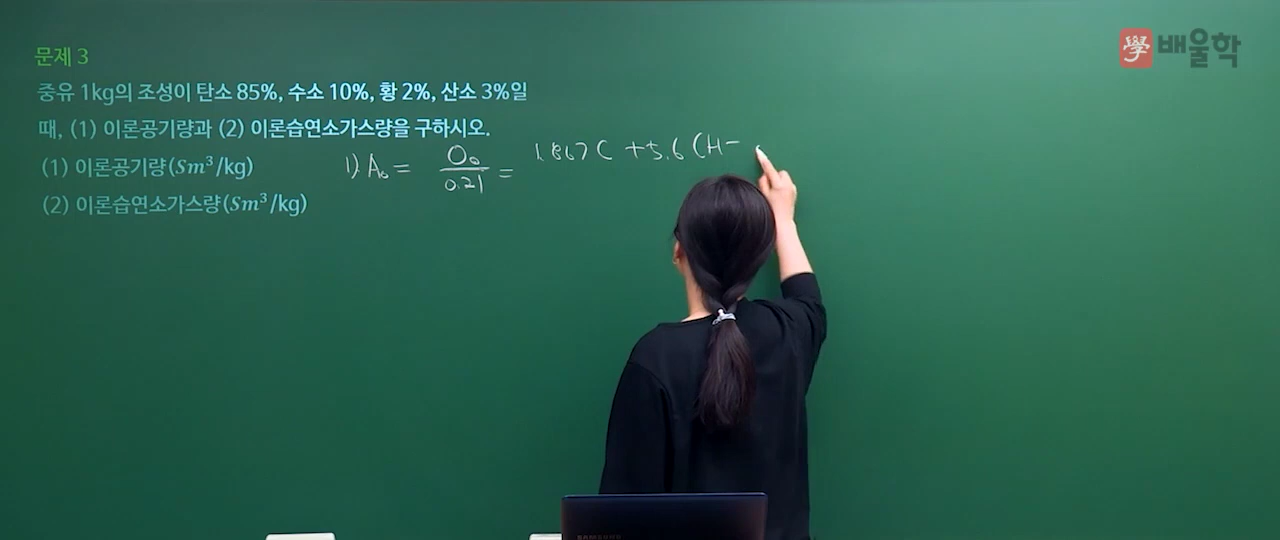 學 배울학
문제 3
중유 1kg의 조성이 탄소 85%, 수소 10%, 황 2%, 산소 3%일
때, (1) 이론공기량과 (2) 이론습연소가스량을 구하시오.
(1) 이론공기량(Sm³/kg)
(2) 이론습연소가스량(Sm³/kg)
1) A₀ = O₀/0.21 = 1.867C + 5.6(H-